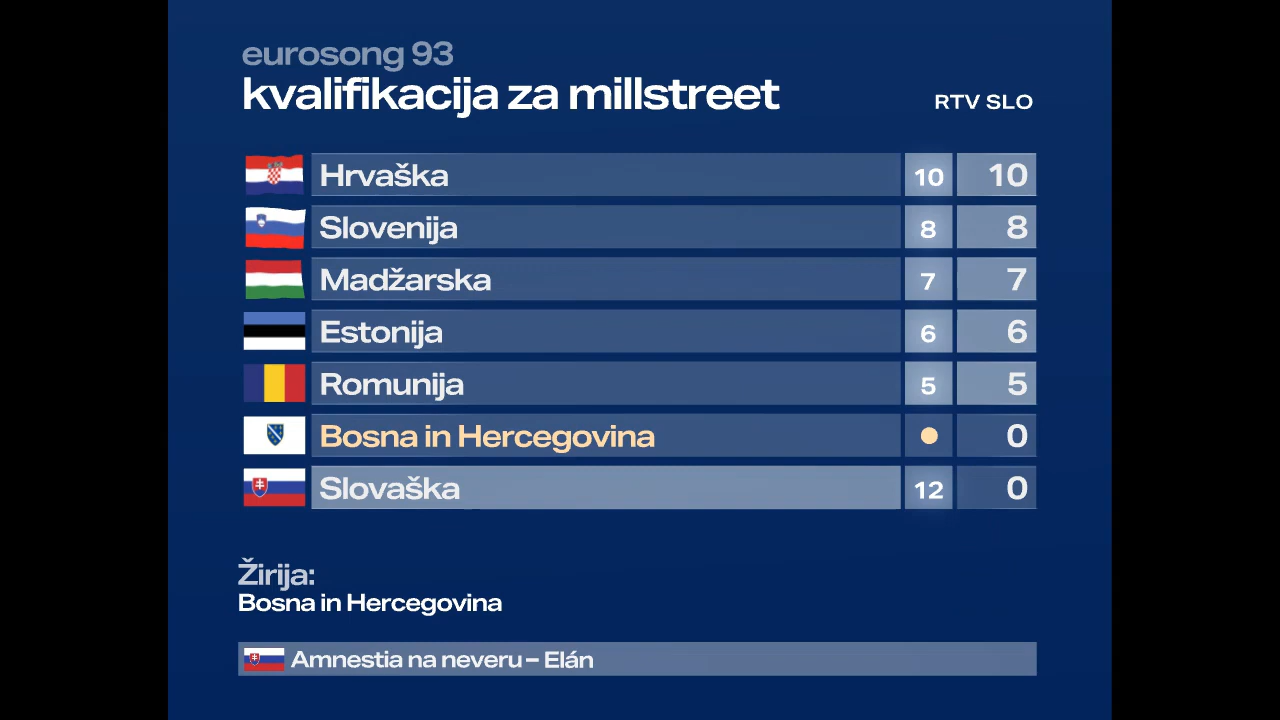 eurosong 93
kvalifikacija za millstreet
RTV SLO
Hrvaška 10 10
Slovenija 8 8
Madžarska 7 7
Estonija 6 6
Romunija 5 5
Bosna in Hercegovina 0
Slovaška 12 0
Žirija:
Bosna in Hercegovina
Amnestia na neveru – Elán